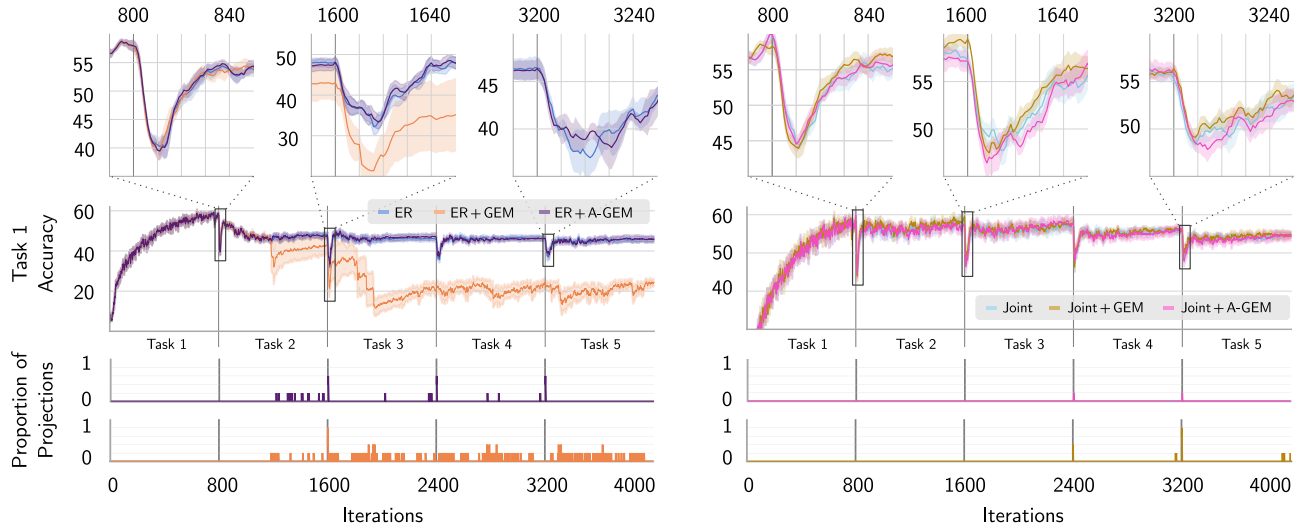 800 840 1600 1640 3200 3240
800 840 1600 1640 3200 3240
55 50 45 40
50 40 30
45 40
55 50 45 40
55 50
55 50
Task 1
Accuracy
60 40 20
ER ER + GEM ER + A-GEM
60 50 40
Joint Joint + GEM Joint + A-GEM
Task 1 Task 2 Task 3 Task 4 Task 5
Task 1 Task 2 Task 3 Task 4 Task 5
Proportion of
Projections
1 0
1 0
1 0
1 0
0 800 1600 2400 3200 4000
0 800 1600 2400 3200 4000
Iterations
Iterations